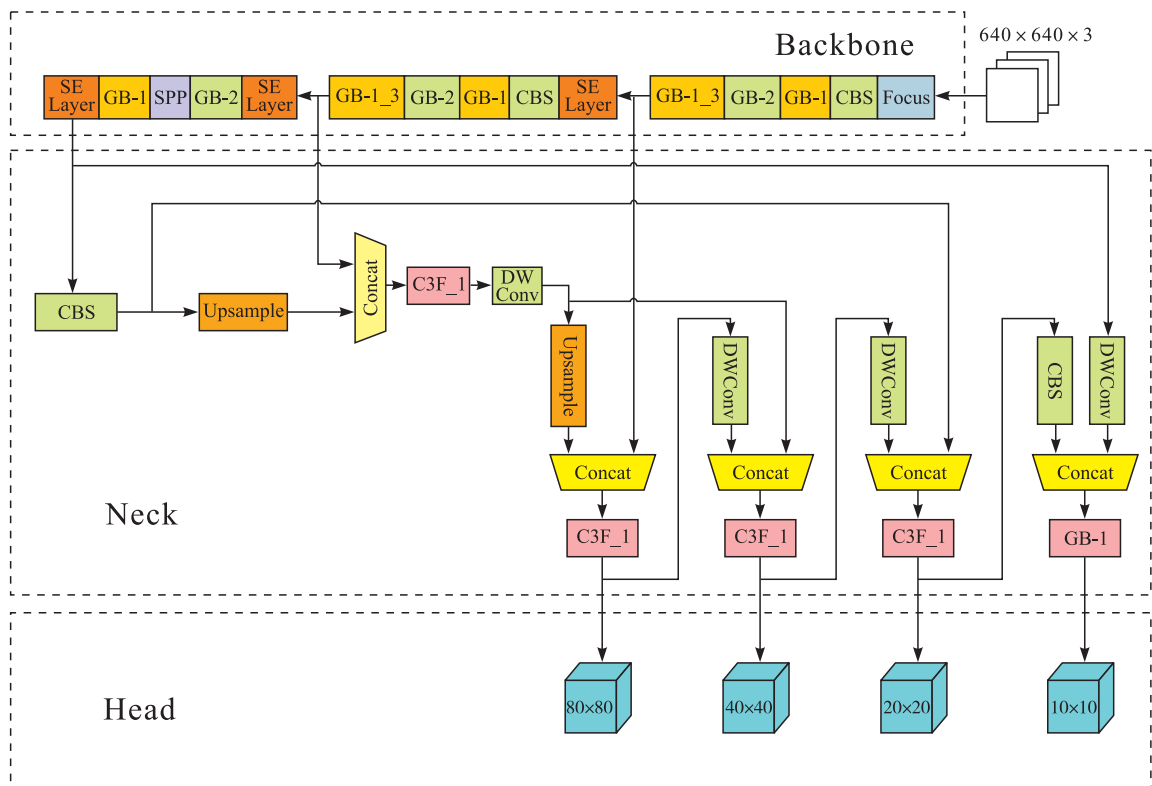 Backbone
640 × 640 × 3
SE
Layer
GB-1
SPP
GB-2
SE
Layer
GB-1_3
GB-2
GB-1
CBS
SE
Layer
GB-1_3
GB-2
GB-1
CBS
Focus
CBS
Upsample
Concat
C3F_1
DW
Conv
Upsample
DWConv
DWConv
CBS
DWConv
Concat
Concat
Concat
Concat
Neck
C3F_1
C3F_1
C3F_1
GB-1
Head
80×80
40×40
20×20
10×10